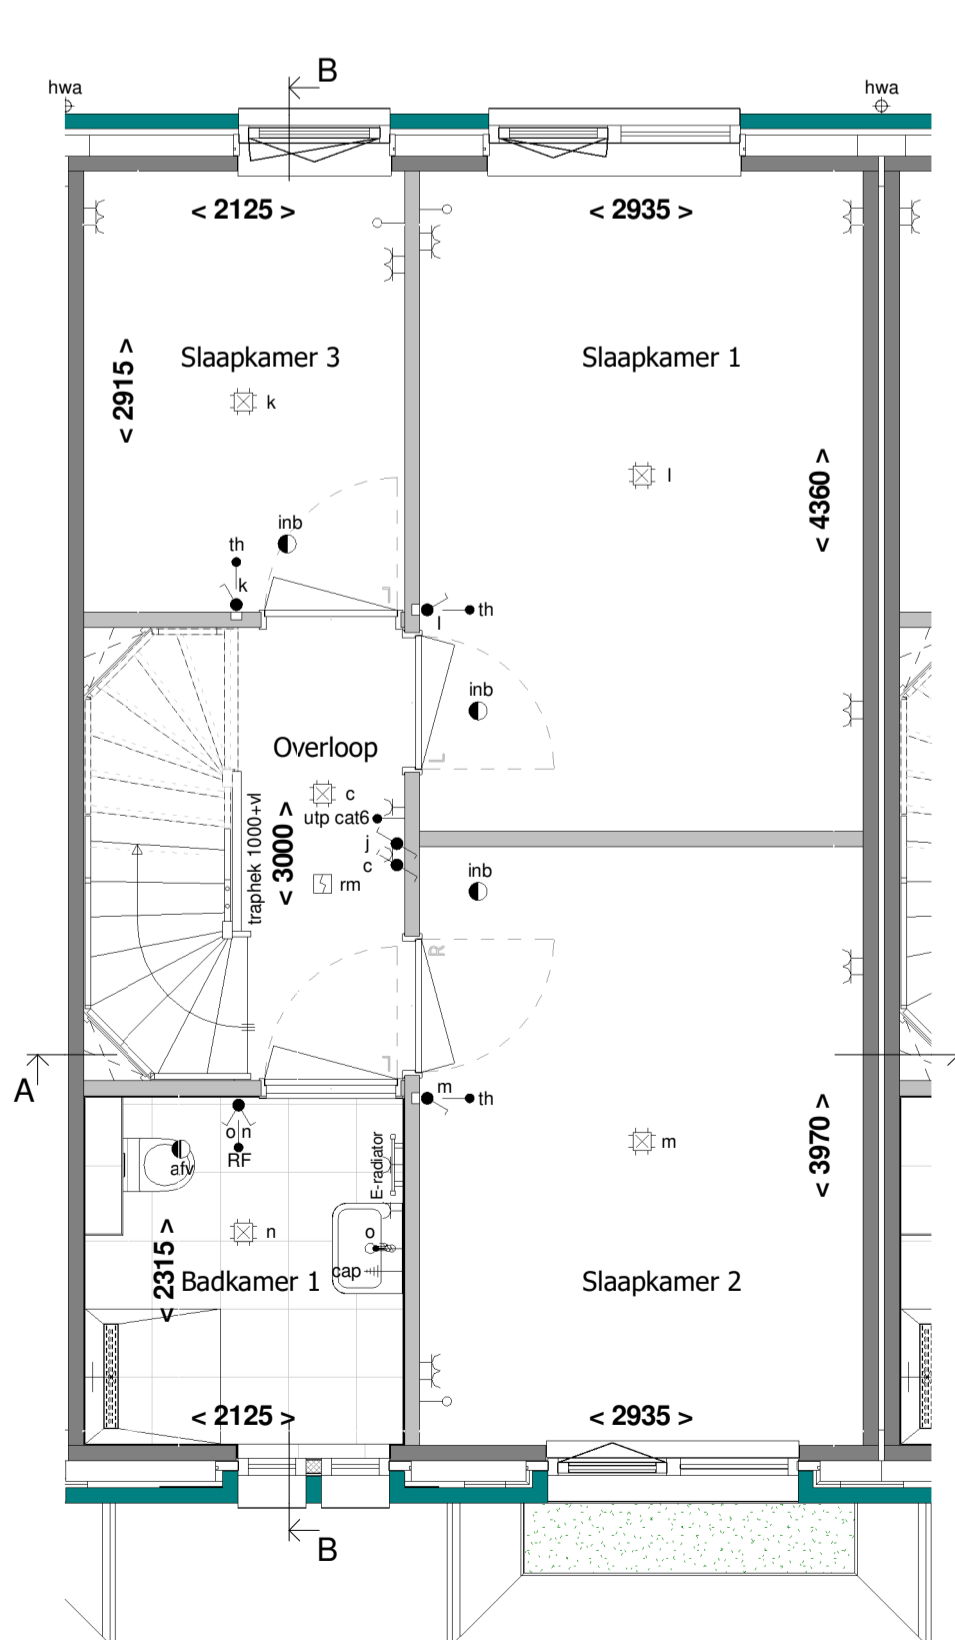 B
hwa
hwa
< 2125 >
< 2935 >
Slaapkamer 3
Slaapkamer 1
< 2915 >
k
l
< 4360 >
inb
th
k
th
l
L
inb
L
Overloop
c
utp cat6
j
c
traphek 1000+vl
< 3000 >
rm
inb
R
L
A
m
th
o n
RF
afv
E-radiator
m
< 3970 >
n
o
cap
< 2315 >
Badkamer 1
Slaapkamer 2
< 2125 >
< 2935 >
B